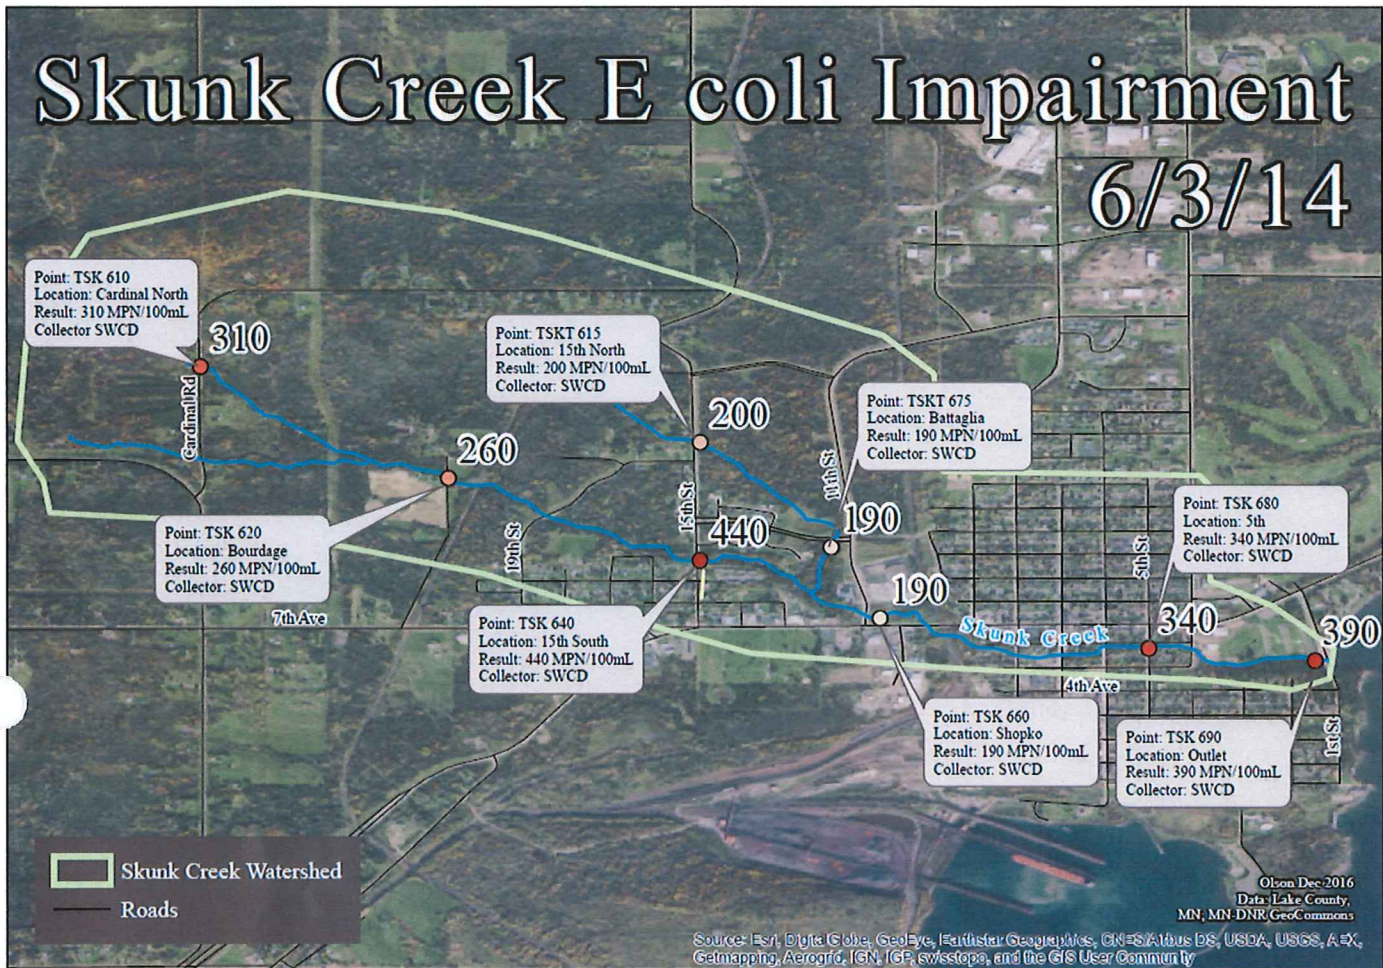 Skunk Creek E coli Impairment
6/3/14
Point: TSK 610
Location: Cardinal North
Result: 310 MPN/100mL
Collector SWCD
310
Cardinal Rd
Point: TSKT 615
Location: 15th North
Result: 200 MPN/100mL
Collector: SWCD
200
Point: TSKT 675
Location: Battaglia
Result: 190 MPN/100mL
Collector: SWCD
11th St
190
260
Point: TSK 620
Location: Bourdage
Result: 260 MPN/100mL
Collector: SWCD
19th St
15th St
440
Point: TSK 680
Location: 5th
Result: 340 MPN/100mL
Collector: SWCD
5th St
7th Ave
Point: TSK 640
Location: 15th South
Result: 440 MPN/100mL
Collector: SWCD
190
Skunk Creek
340
390
4th Ave
Point: TSK 660
Location: Shopko
Result: 190 MPN/100mL
Collector: SWCD
Point: TSK 690
Location: Outlet
Result: 390 MPN/100mL
Collector: SWCD
1st St
Skunk Creek Watershed
Roads
Olson Dec 2016
Data: Lake County,
MN; MN-DNR GeoCommons
Source: Esri, DigitalGlobe, GeoEye, Earthstar Geographics, CNES/Airbus DS, USDA, USGS, AEX,
Getmapping, Aerogrid, IGN, IGP, swisstopo, and the GIS User Community